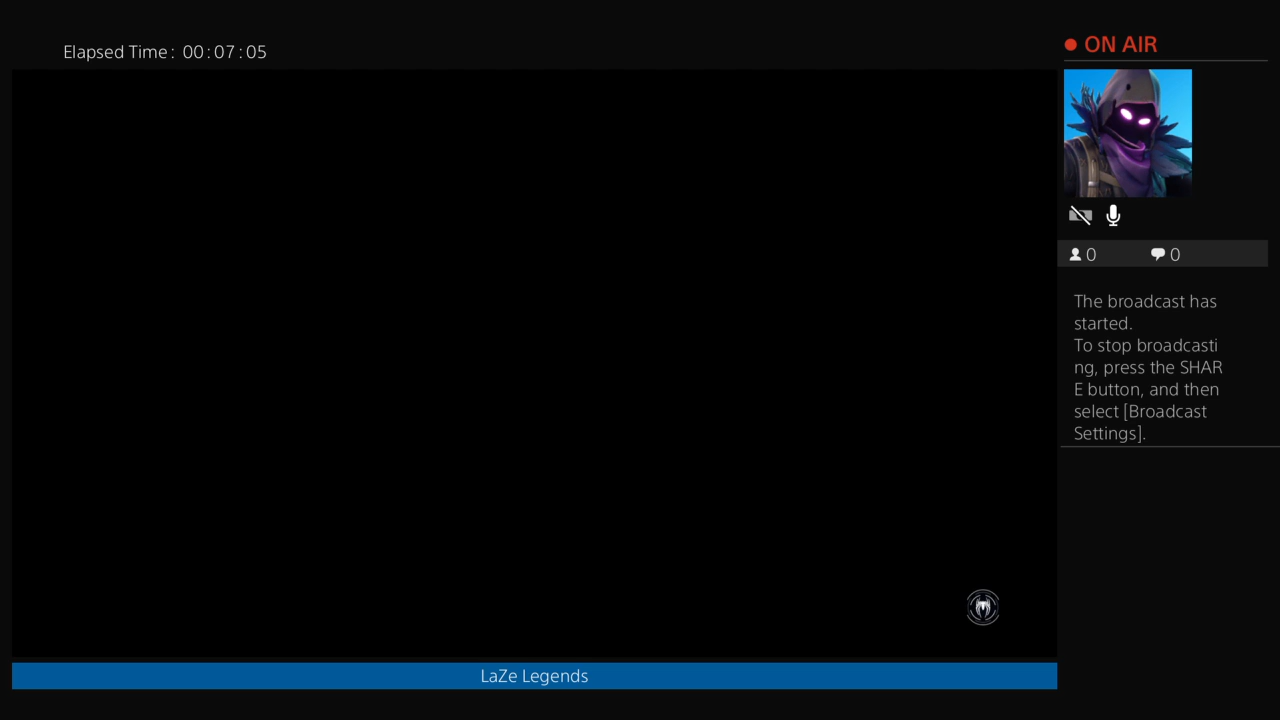 Elapsed Time: 00:07:05
ON AIR
0 0
The broadcast has
started.
To stop broadcasti
ng, press the SHAR
E button, and then
select [Broadcast
Settings].
LaZe Legends